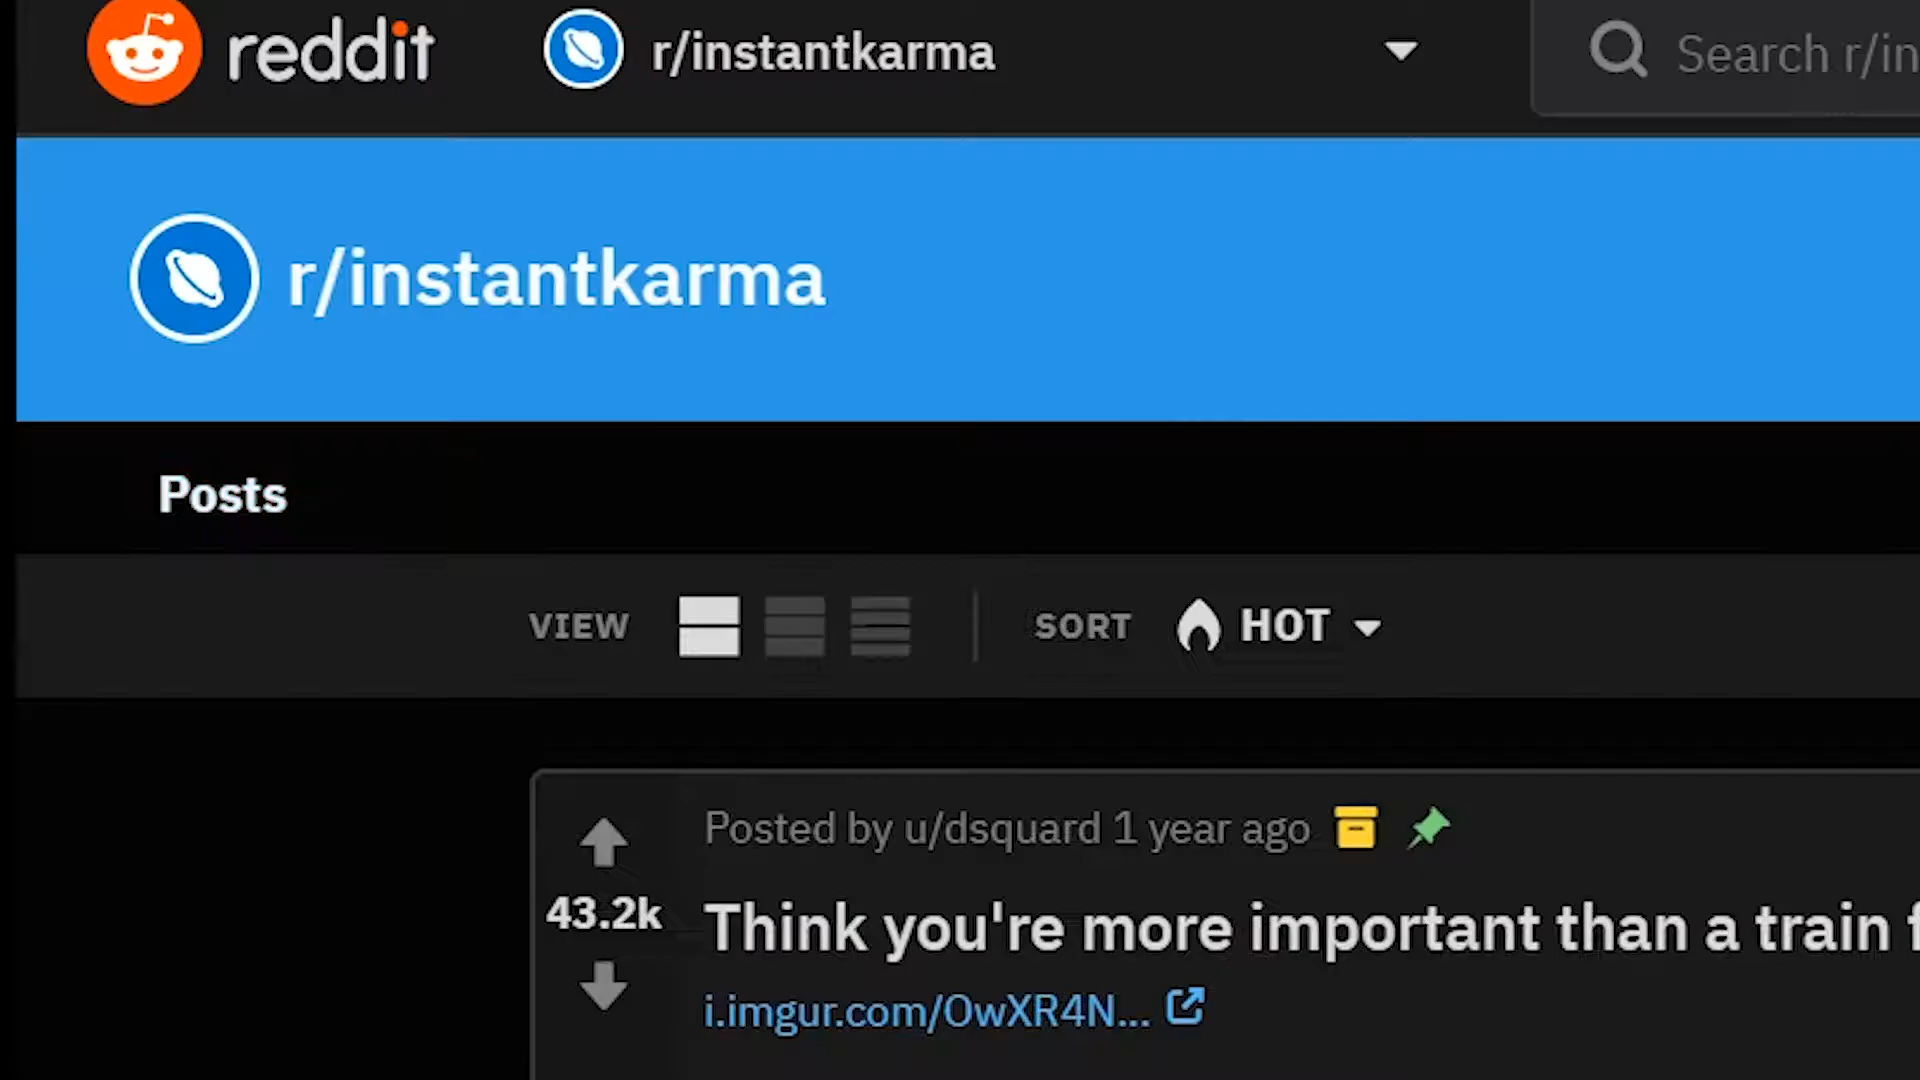 reddit r/instantkarma Search r/in
r/instantkarma
Posts
VIEW SORT HOT
Posted by u/dsquard 1 year ago
43.2k
Think you're more important than a train f
i.imgur.com/OwXR4N...